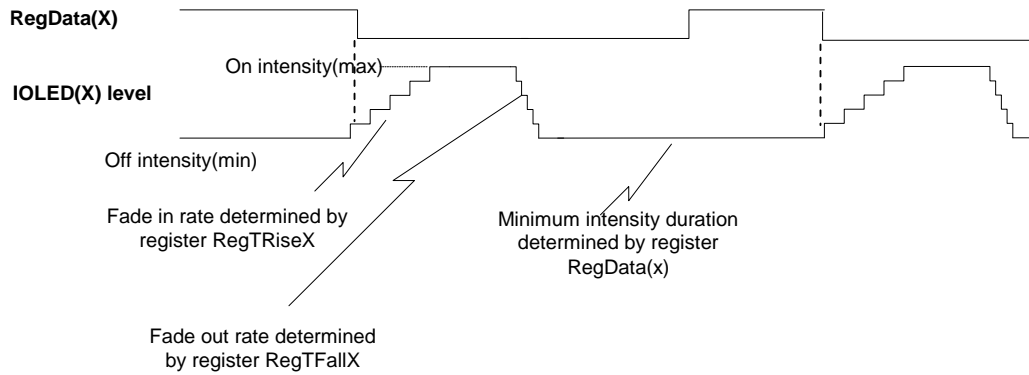 RegData(X)
On intensity(max)
IOLED(X) level
Off intensity(min)
Fade in rate determined by
register RegTRiseX
Minimum intensity duration
determined by register
RegData(x)
Fade out rate determined
by register RegTFallX